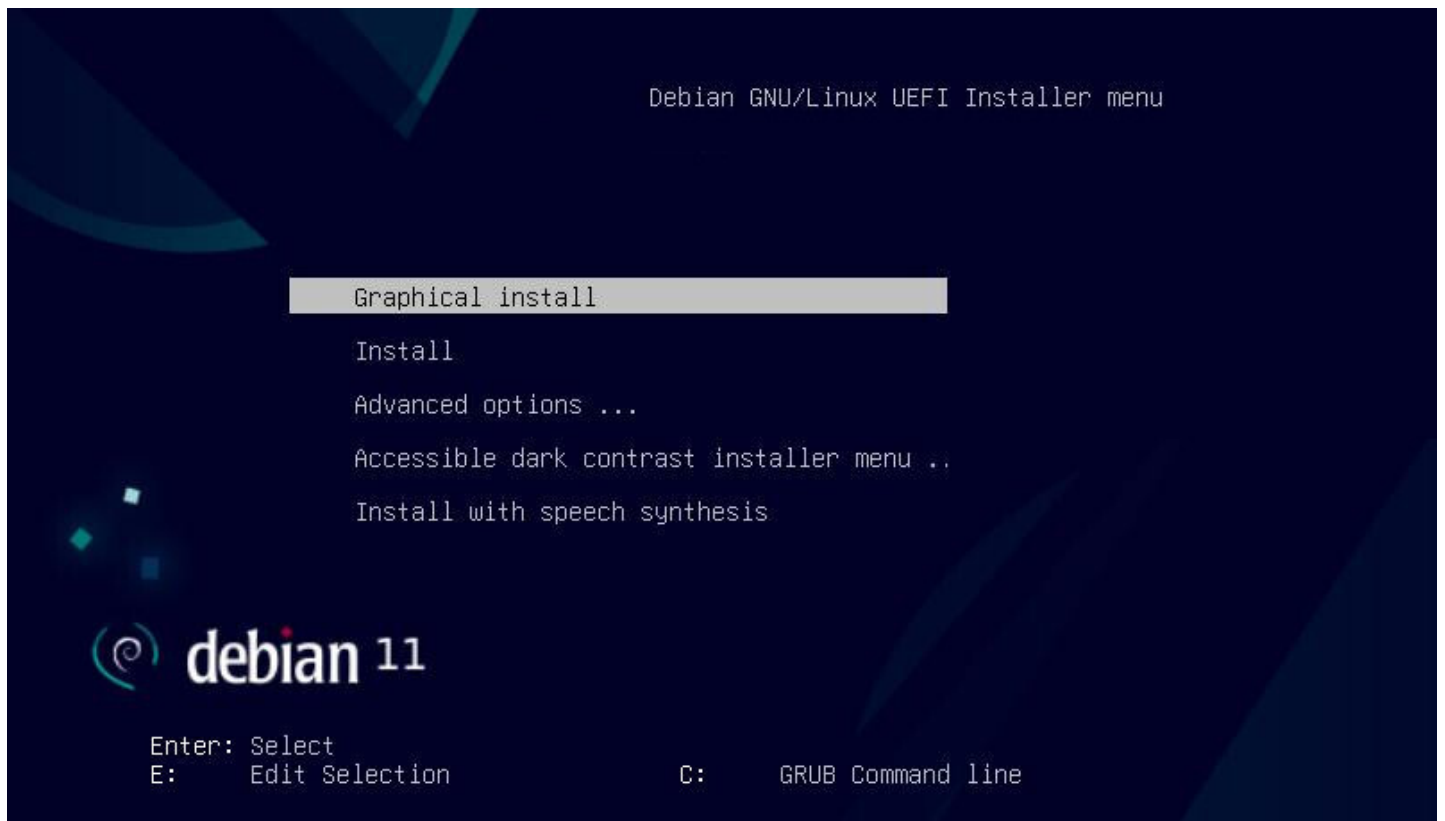 Debian GNU/Linux UEFI Installer menu
Graphical install
Install
Advanced options ...
Accessible dark contrast installer menu ..
Install with speech synthesis
debian 11
Enter: Select
E: Edit Selection C: GRUB Command line